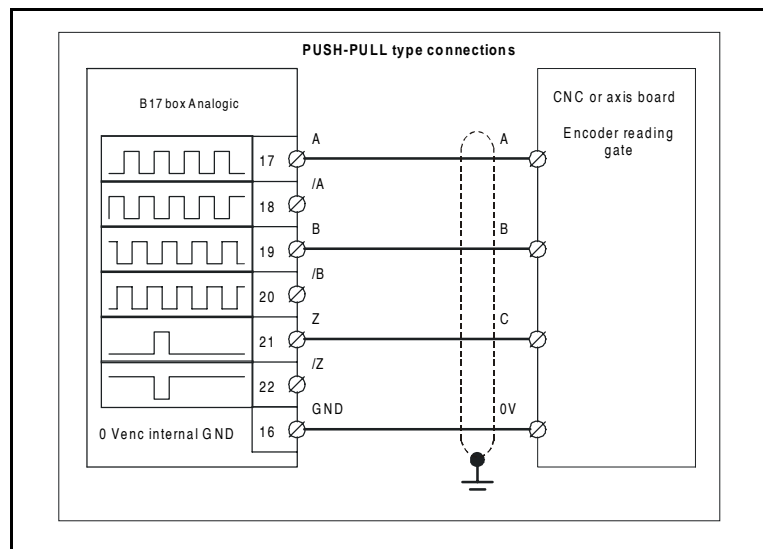 PUSH-PULL type connections
B17 box Analogic
CNC or axis board
Encoder reading
gate
A
A
17
/A
18
B
B
19
/B
20
Z
C
21
/Z
22
GND
0V
0 Venc internal GND
16